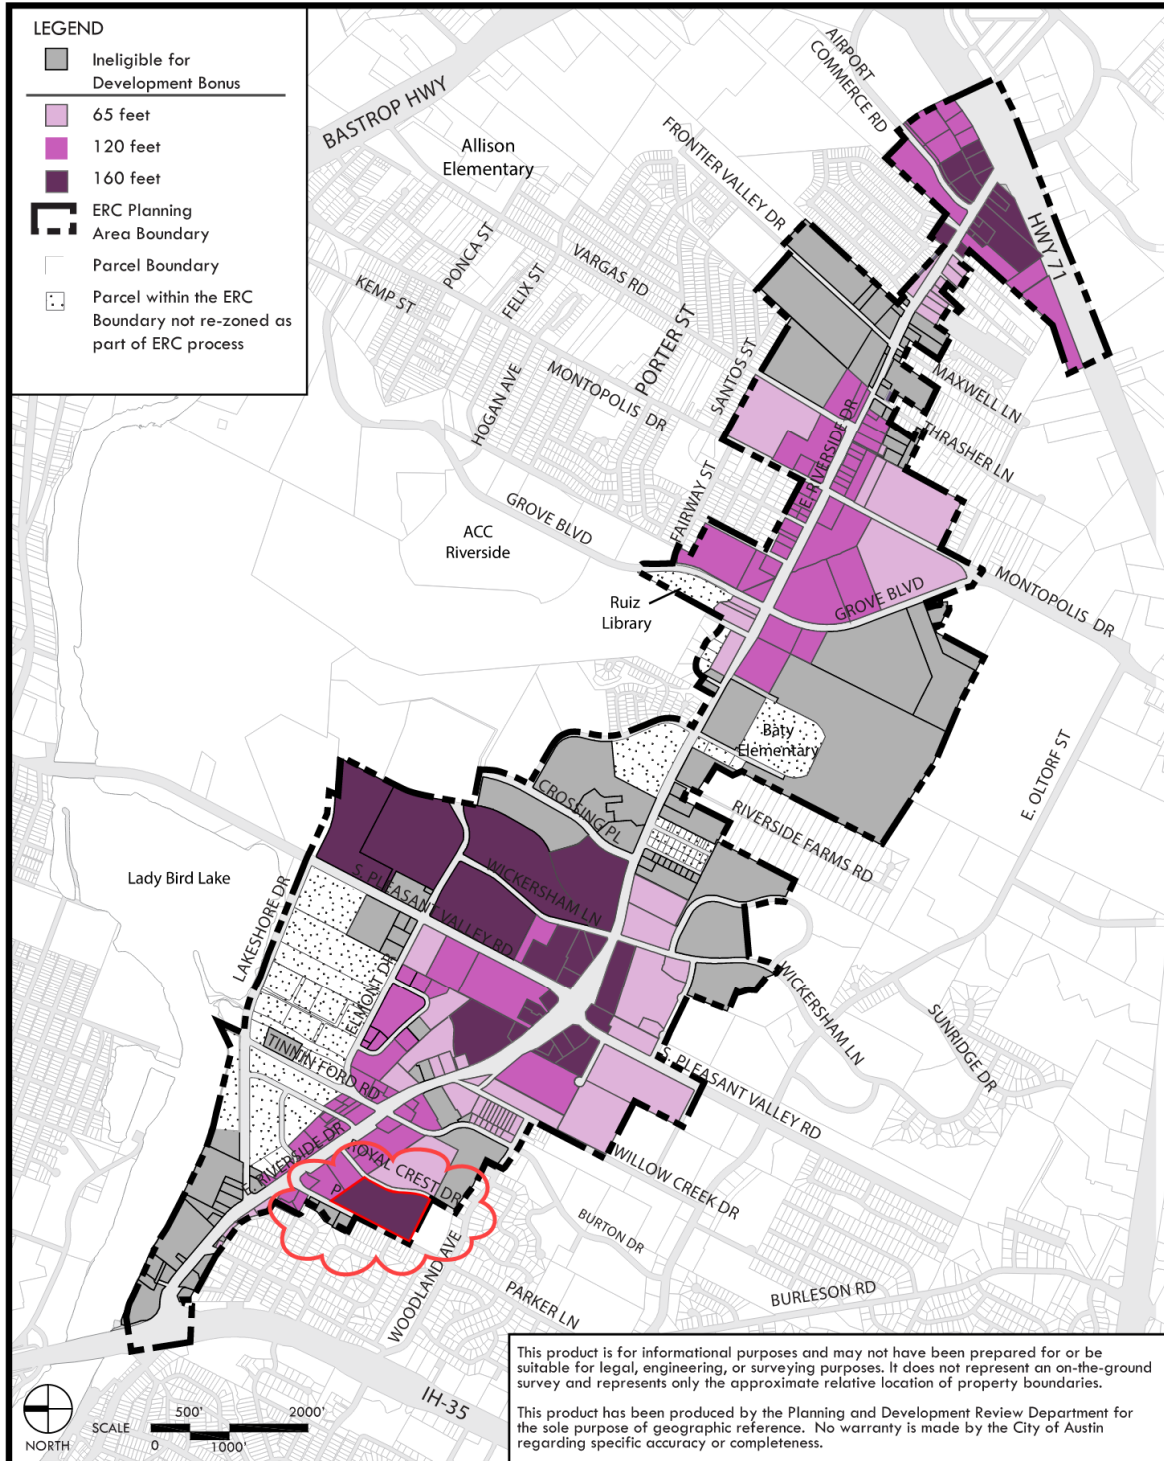 LEGEND
Ineligible for
Development Bonus
65 feet
120 feet
160 feet
ERC Planning
Area Boundary
Parcel Boundary
Parcel within the ERC
Boundary not re-zoned as
part of ERC process
BASTROP HWY
AIRPORT
COMMERCE RD
Allison
Elementary
FRONTIER VALLEY DR
HWY 71
PONCA ST
VARGAS RD
KEMP ST
FELIX ST
PORTER ST
SANTOS ST
MAXWELL LN
HOGAN AVE
MONTOPOLIS DR
E. RIVERSIDE DR
THRASHER LN
FAIRWAY ST
GROVE BLVD
ACC
Riverside
MONTOPOLIS DR
GROVE BLVD
Ruiz
Library
Baty
Elementary
E. OLTORF ST
CROSSING PL
RIVERSIDE FARMS RD
Lady Bird Lake
S. PLEASANT VALLEY RD
WICKERSHAM LN
LAKESHORE DR
ELMONT DR
WICKERSHAM LN
SUNRIDGE DR
TINNIN FORD RD
S. PLEASANT VALLEY RD
E. RIVERSIDE DR
ROYAL CREST DR
P
WILLOW CREEK DR
BURTON DR
WOODLAND AVE
PARKER LN
BURLESON RD
IH-35
NORTH
SCALE
500'
2000'
0
1000'
This product is for informational purposes and may not have been prepared for or be
suitable for legal, engineering, or surveying purposes. It does not represent an on-the-ground
survey and represents only the approximate relative location of property boundaries.
This product has been produced by the Planning and Development Review Department for
the sole purpose of geographic reference. No warranty is made by the City of Austin
regarding specific accuracy or completeness.